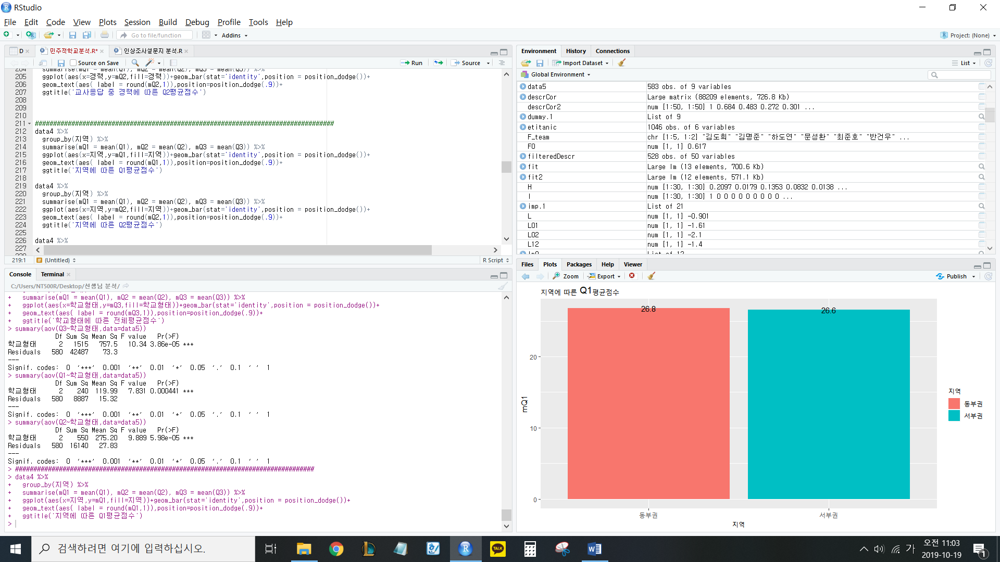 RStudio
File Edit Code View Plots Session Build Debug Profile Tools Help
Go to file/function Addins Project: (None)
D 민주적학교분석.R* 인상조사설문지 분석.R
Source on Save Run Source
204 summarise(mQ1 = mean(Q1), mQ2 = mean(Q2), mQ3 = mean(Q3)) %>%
205 ggplot(aes(x=경력,y=mQ2,fill=경력))+geom_bar(stat='identity',position = position_dodge())+
206 geom_text(aes( label = round(mQ2,1)),position=position_dodge(.9))+
207 ggtitle('교사응답 중 경력에 따른 Q2평균점수')
208
209
210
211 ##################################################################################
212 data4 %>%
213 group_by(지역) %>%
214 summarise(mQ1 = mean(Q1), mQ2 = mean(Q2), mQ3 = mean(Q3)) %>%
215 ggplot(aes(x=지역,y=mQ1,fill=지역))+geom_bar(stat='identity',position = position_dodge())+
216 geom_text(aes( label = round(mQ1,1)),position=position_dodge(.9))+
217 ggtitle('지역에 따른 Q1평균점수')
218
219 data4 %>%
220 group_by(지역) %>%
221 summarise(mQ1 = mean(Q1), mQ2 = mean(Q2), mQ3 = mean(Q3)) %>%
222 ggplot(aes(x=지역,y=mQ2,fill=지역))+geom_bar(stat='identity',position = position_dodge())+
223 geom_text(aes( label = round(mQ2,1)),position=position_dodge(.9))+
224 ggtitle('지역에 따른 Q2평균점수')
225
226 data4 %>%
227
219:1 (Untitled) R Script
Console Terminal
C:/Users/NT500R/Desktop/선생님 분석/
+ summarise(mQ1 = mean(Q1), mQ2 = mean(Q2), mQ3 = mean(Q3)) %>%
+ ggplot(aes(x=학교형태,y=mQ3,fill=학교형태))+geom_bar(stat='identity',position = position_dodge())+
+ geom_text(aes( label = round(mQ3,1)),position=position_dodge(.9))+
+ ggtitle('학교형태에 따른 전체평균점수')
> summary(aov(Q3~학교형태,data=data5))
Df Sum Sq Mean Sq F value Pr(>F)
학교형태 2 1515 757.5 10.34 3.86e-05 ***
Residuals 580 42487 73.3
---
Signif. codes: 0 ‘***’ 0.001 ‘**’ 0.01 ‘*’ 0.05 ‘.’ 0.1 ‘ ’ 1
> summary(aov(Q1~학교형태,data=data5))
Df Sum Sq Mean Sq F value Pr(>F)
학교형태 2 240 119.99 7.831 0.000441 ***
Residuals 580 8887 15.32
---
Signif. codes: 0 ‘***’ 0.001 ‘**’ 0.01 ‘*’ 0.05 ‘.’ 0.1 ‘ ’ 1
> summary(aov(Q2~학교형태,data=data5))
Df Sum Sq Mean Sq F value Pr(>F)
학교형태 2 550 275.20 9.889 5.98e-05 ***
Residuals 580 16140 27.83
---
Signif. codes: 0 ‘***’ 0.001 ‘**’ 0.01 ‘*’ 0.05 ‘.’ 0.1 ‘ ’ 1
> ##################################################################################
> data4 %>%
+ group_by(지역) %>%
+ summarise(mQ1 = mean(Q1), mQ2 = mean(Q2), mQ3 = mean(Q3)) %>%
+ ggplot(aes(x=지역,y=mQ1,fill=지역))+geom_bar(stat='identity',position = position_dodge())+
+ geom_text(aes( label = round(mQ1,1)),position=position_dodge(.9))+
+ ggtitle('지역에 따른 Q1평균점수')
>
Environment History Connections
Import Dataset List
Global Environment
data5 583 obs. of 9 variables
descrCor Large matrix (88209 elements, 726.8 Kb)
descrCor2 num [1:50, 1:50] 1 0.684 0.483 0.272 0.301 ...
dummy.1 List of 9
etitanic 1046 obs. of 6 variables
F_team chr [1:5, 1:2] "김도희" "김명준" "하도연" "문성환" "최준호" "반건우" ...
F0 num [1, 1] 0.617
filteredDescr 528 obs. of 50 variables
fit Large lm (13 elements, 700.6 Kb)
fit2 Large lm (12 elements, 571.1 Kb)
H num [1:30, 1:30] 0.2097 0.0179 0.1353 0.0832 0.0138 ...
I num [1:30, 1:30] 1 0 0 0 0 0 0 0 0 0 ...
imp.1 List of 21
L num [1, 1] -0.901
L01 num [1, 1] -1.61
L02 num [1, 1] -2.1
L12 num [1, 1] -1.4
Files Plots Packages Help Viewer
Zoom Export Publish
지역에 따른 Q1평균점수
26.8 26.6
20
10
0
mQ1
동부권 서부권
지역
지역
동부권
서부권
검색하려면 여기에 입력하십시오.
TALK
가
오전 11:03
2019-10-19
1